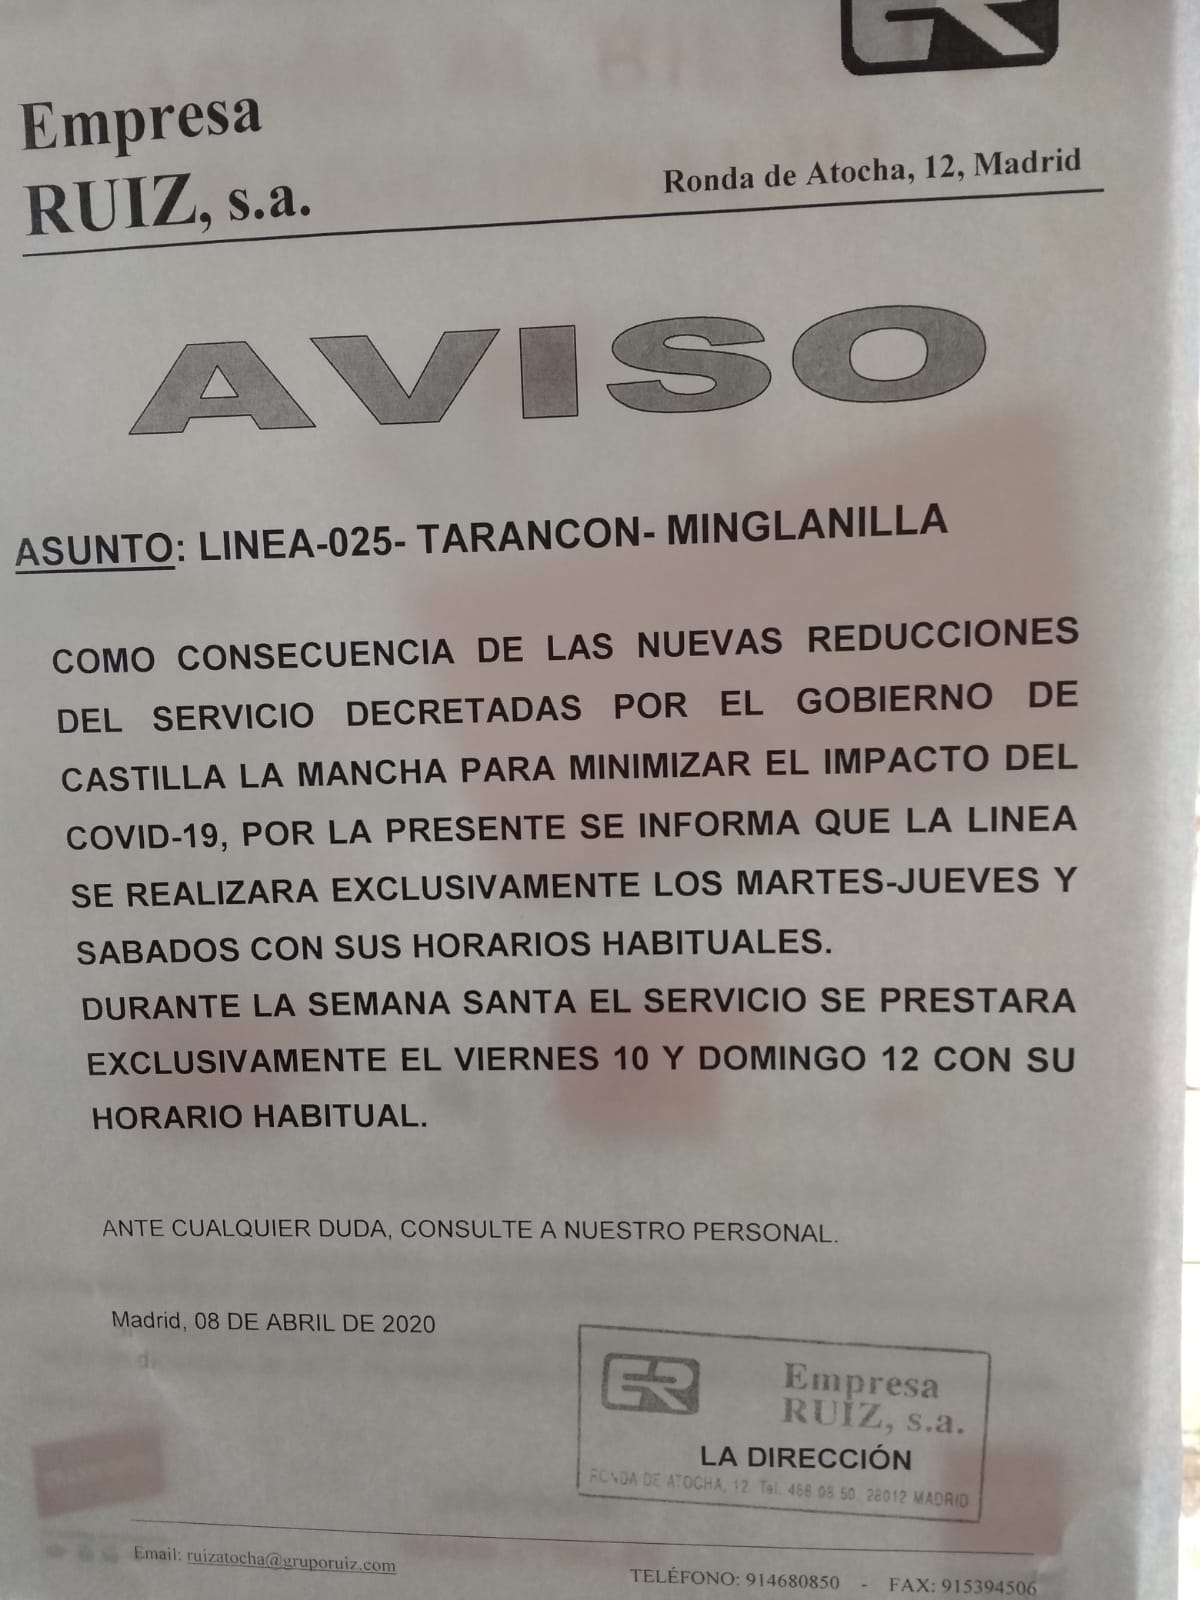 ER
Empresa
RUIZ, s.a.
Ronda de Atocha, 12, Madrid
AVISO
ASUNTO: LINEA-025- TARANCON- MINGLANILLA
COMO CONSECUENCIA DE LAS NUEVAS REDUCCIONES
DEL SERVICIO DECRETADAS POR EL GOBIERNO DE
CASTILLA LA MANCHA PARA MINIMIZAR EL IMPACTO DEL
COVID-19, POR LA PRESENTE SE INFORMA QUE LA LINEA
SE REALIZARA EXCLUSIVAMENTE LOS MARTES-JUEVES Y
SABADOS CON SUS HORARIOS HABITUALES.
DURANTE LA SEMANA SANTA EL SERVICIO SE PRESTARA
EXCLUSIVAMENTE EL VIERNES 10 Y DOMINGO 12 CON SU
HORARIO HABITUAL.
ANTE CUALQUIER DUDA, CONSULTE A NUESTRO PERSONAL.
Madrid, 08 DE ABRIL DE 2020
ER
Empresa
RUIZ, s.a.
LA DIRECCIÓN
RONDA DE ATOCHA, 12. Tel. 468 08 50. 28012 MADRID
Email: ruizatocha@gruporuiz.com
TELÉFONO: 914680850 - FAX: 915394506